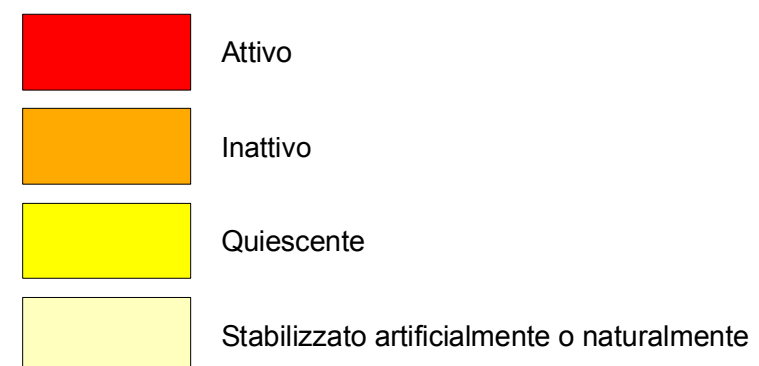 Attivo
Inattivo
Quiescente
Stabilizzato artificialmente o naturalmente